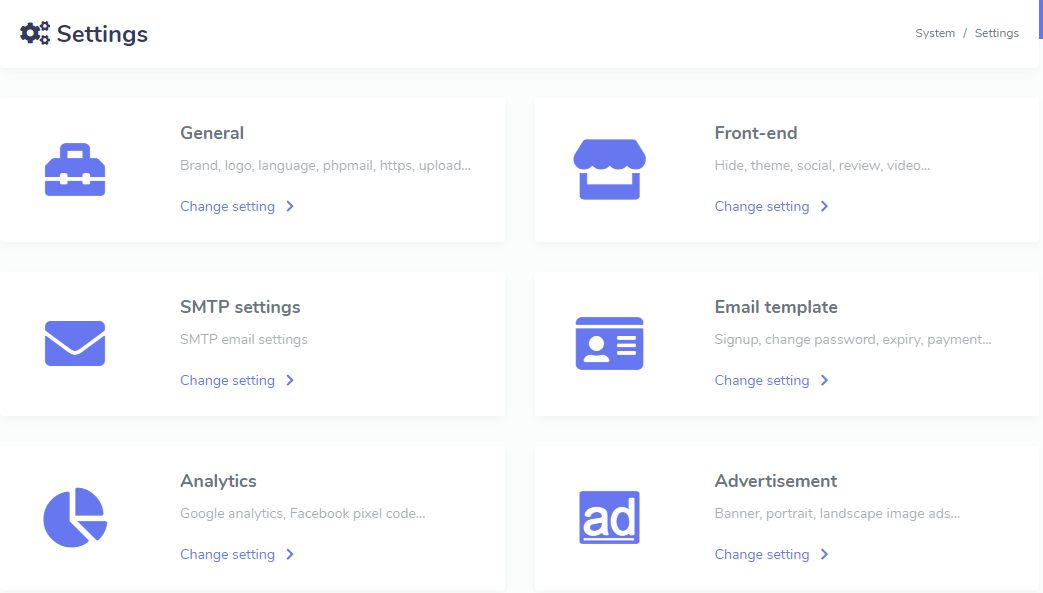 Settings
System / Settings
General
Brand, logo, language, phpmail, https, upload...
Change setting
Front-end
Hide, theme, social, review, video...
Change setting
SMTP settings
SMTP email settings
Change setting
Email template
Signup, change password, expiry, payment...
Change setting
Analytics
Google analytics, Facebook pixel code...
Change setting
ad
Advertisement
Banner, portrait, landscape image ads...
Change setting